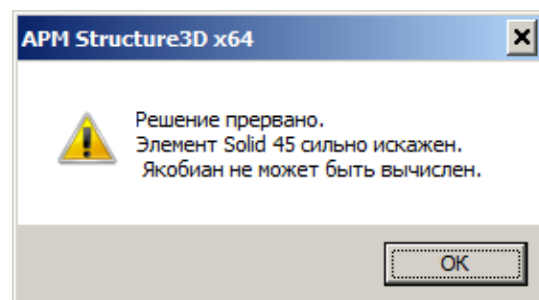 APM Structure3D x64
Решение прервано.
Элемент Solid 45 сильно искажен.
Якобиан не может быть вычислен.
OK